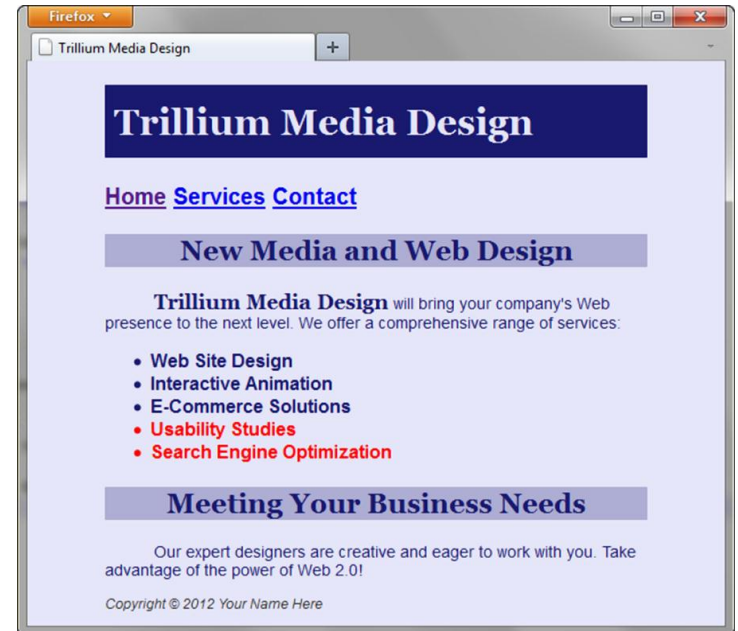 Firefox
Trillium Media Design
Trillium Media Design
Home Services Contact
New Media and Web Design
Trillium Media Design will bring your company's Web
presence to the next level. We offer a comprehensive range of services:
• Web Site Design
• Interactive Animation
• E-Commerce Solutions
• Usability Studies
• Search Engine Optimization
Meeting Your Business Needs
Our expert designers are creative and eager to work with you. Take
advantage of the power of Web 2.0!
Copyright © 2012 Your Name Here